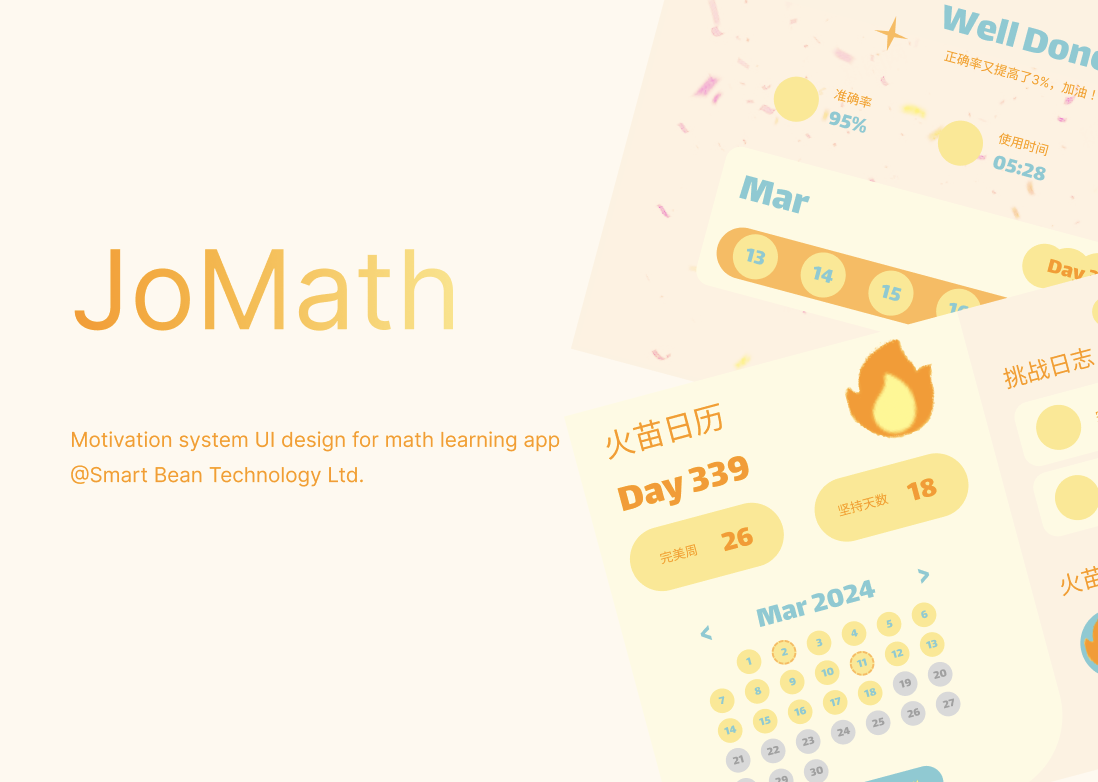 JoMath
Motivation system UI design for math learning app
@Smart Bean Technology Ltd.
Well Done
正确率又提高了3%，加油！
准确率
95%
使用时间
05:28
Mar
13 14 15
Day
火苗日历
Day 339
完美周 26
坚持天数 18
< Mar 2024 >
1 2 3 4 5 6
7 8 9 10 11 12 13
14 15 16 17 18 19 20
21 22 23 24 25 26 27
29 30
挑战日志
火苗